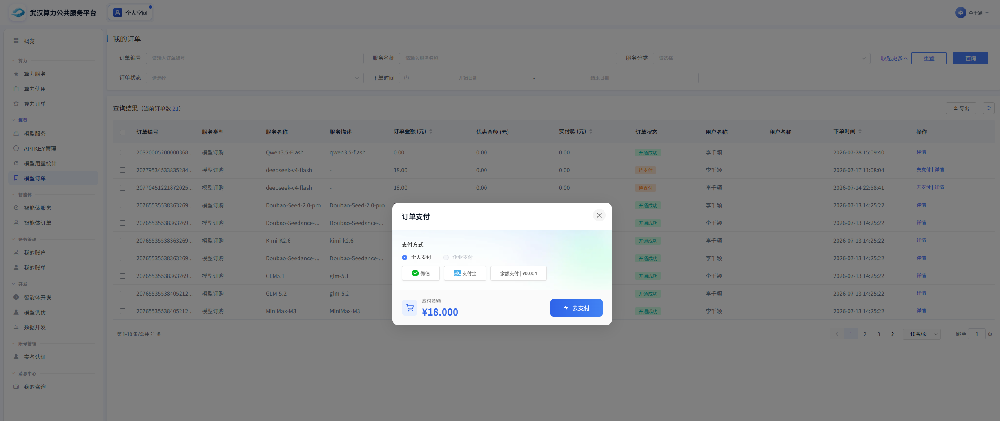 武汉算力公共服务平台
个人空间
李
李千颖
概览
算力
算力服务
算力使用
算力订单
模型
模型服务
API KEY管理
模型用量统计
模型订单
智能体
智能体服务
智能体订单
账务管理
我的账户
我的账单
开发
智能体开发
模型调优
数据开发
账号管理
实名认证
消息中心
我的咨询
我的订单
订单编号 请输入订单编号 服务名称 请输入服务名称 服务分类 请选择 收起更多 重置 查询
订单状态 请选择 下单时间 开始日期 - 结束日期
查询结果（当前订单数 21） 导出
订单编号 服务类型 服务名称 服务描述 订单金额 (元) 优惠金额 (元) 实付款 (元) 订单状态 用户名称 租户名称 下单时间 操作
20820005200000368... 模型订购 Qwen3.5-Flash qwen3.5-flash 0.00 0.00 0.00 开通成功 李千颖 2026-07-28 15:09:40 详情
20779534533835284... 模型订购 deepseek-v4-flash - 18.00 0.00 0.00 待支付 李千颖 2026-07-17 11:08:04 去支付 | 详情
20770451221872025... 模型订购 deepseek-v4-flash - 18.00 0.00 0.00 待支付 李千颖 2026-07-14 22:58:41 去支付 | 详情
20765535538363269... 模型订购 Doubao-Seed-2.0-pro Doubao-Seed-2.0-pro 开通成功 李千颖 2026-07-13 14:25:22 详情
20765535538363269... 模型订购 Doubao-Seedance-... Doubao-Seedance-... 开通成功 李千颖 2026-07-13 14:25:22 详情
20765535538363269... 模型订购 Kimi-K2.6 kimi-k2.6 开通成功 李千颖 2026-07-13 14:25:22 详情
20765535538363269... 模型订购 Doubao-Seedance-... Doubao-Seedance-... 开通成功 李千颖 2026-07-13 14:25:22 详情
20765535538363269... 模型订购 GLM5.1 glm-5.1 开通成功 李千颖 2026-07-13 14:25:22 详情
20765535538405212... 模型订购 GLM-5.2 glm-5.2 开通成功 李千颖 2026-07-13 14:25:22 详情
20765535538405212... 模型订购 MiniMax-M3 MiniMax-M3 开通成功 李千颖 2026-07-13 14:25:22 详情
第 1-10 条/总共 21 条 1 2 3 10条/页 跳至 1 页
订单支付
支付方式
个人支付 企业支付
微信 支付宝 余额支付 | ¥0.004
应付金额
¥18.000
去支付